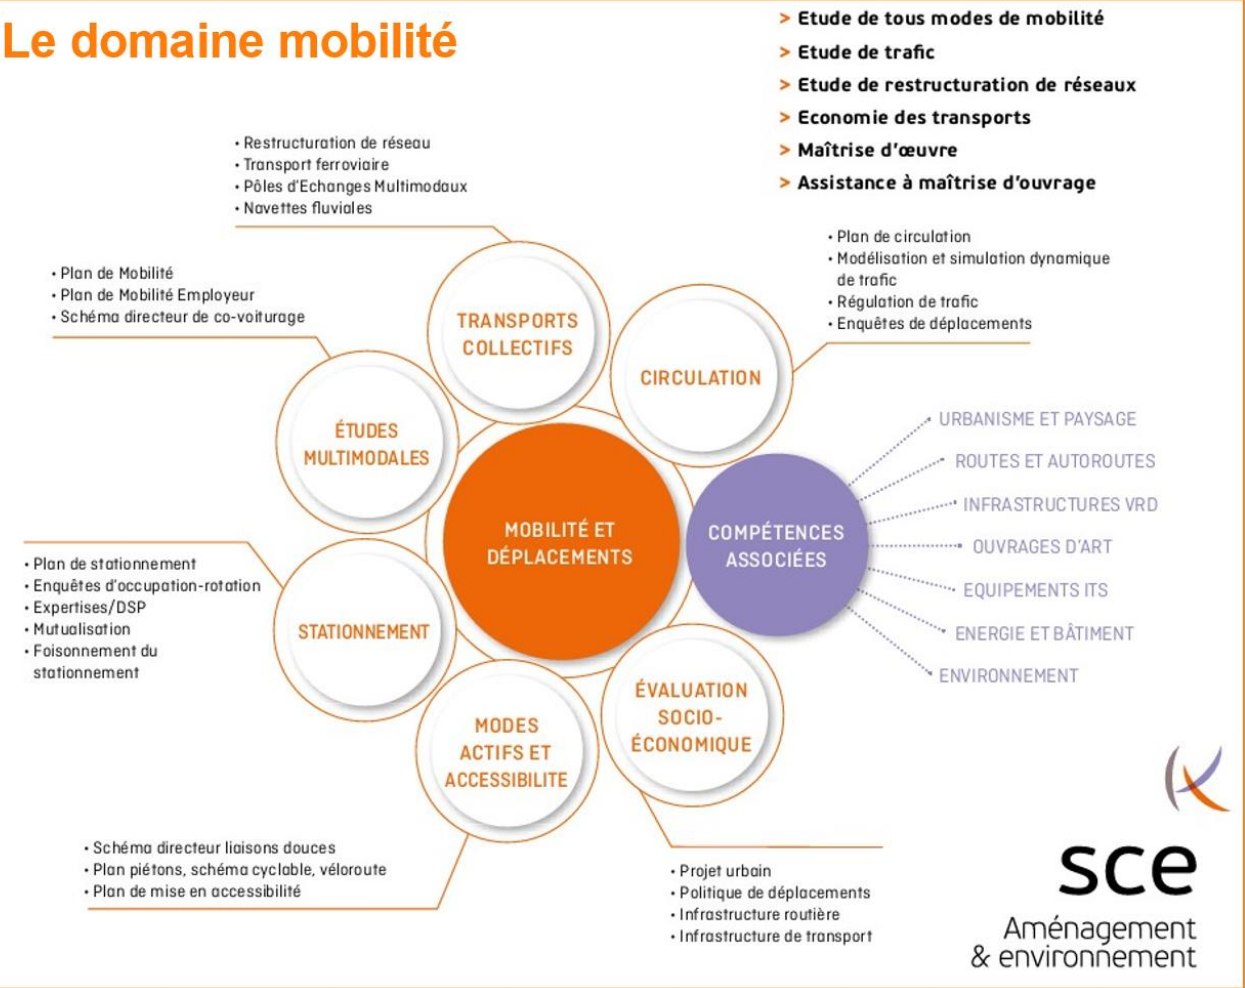 Le domaine mobilité
> Etude de tous modes de mobilité
> Etude de trafic
> Etude de restructuration de réseaux
> Economie des transports
> Maîtrise d'œuvre
> Assistance à maîtrise d'ouvrage
• Restructuration de réseau
• Transport ferroviaire
• Pôles d'Echanges Multimodaux
• Navettes fluviales
• Plan de circulation
• Modélisation et simulation dynamique
de trafic
• Régulation de trafic
• Enquêtes de déplacements
• Plan de Mobilité
• Plan de Mobilité Employeur
• Schéma directeur de co-voiturage
TRANSPORTS
COLLECTIFS
CIRCULATION
ÉTUDES
MULTIMODALES
MOBILITÉ ET
DÉPLACEMENTS
COMPÉTENCES
ASSOCIÉES
URBANISME ET PAYSAGE
ROUTES ET AUTOROUTES
INFRASTRUCTURES VRD
OUVRAGES D'ART
EQUIPEMENTS ITS
ENERGIE ET BÂTIMENT
ENVIRONNEMENT
• Plan de stationnement
• Enquêtes d'occupation-rotation
• Expertises/DSP
• Mutualisation
• Foisonnement du
stationnement
STATIONNEMENT
MODES
ACTIFS ET
ACCESSIBILITE
ÉVALUATION
SOCIO-
ÉCONOMIQUE
• Schéma directeur liaisons douces
• Plan piétons, schéma cyclable, véloroute
• Plan de mise en accessibilité
• Projet urbain
• Politique de déplacements
• Infrastructure routière
• Infrastructure de transport
sce
Aménagement
& environnement